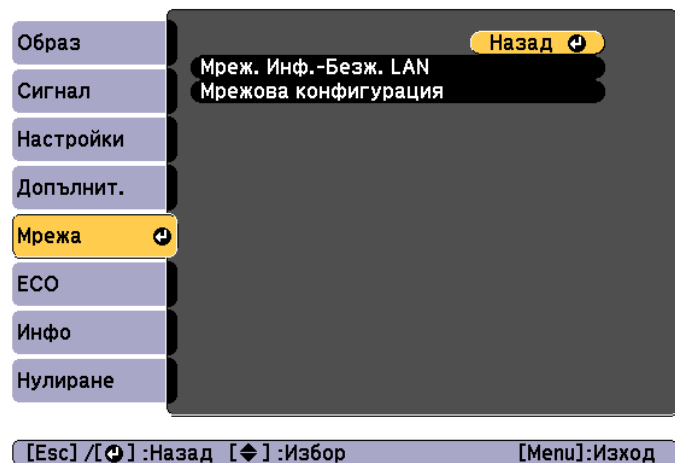 Образ
Сигнал
Настройки
Допълнит.
Мрежа
ECO
Инфо
Нулиране
Назад
Мреж. Инф.-Безж. LAN
Мрежова конфигурация
[Esc] /[ ] :Назад [ ] :Избор [Menu]:Изход